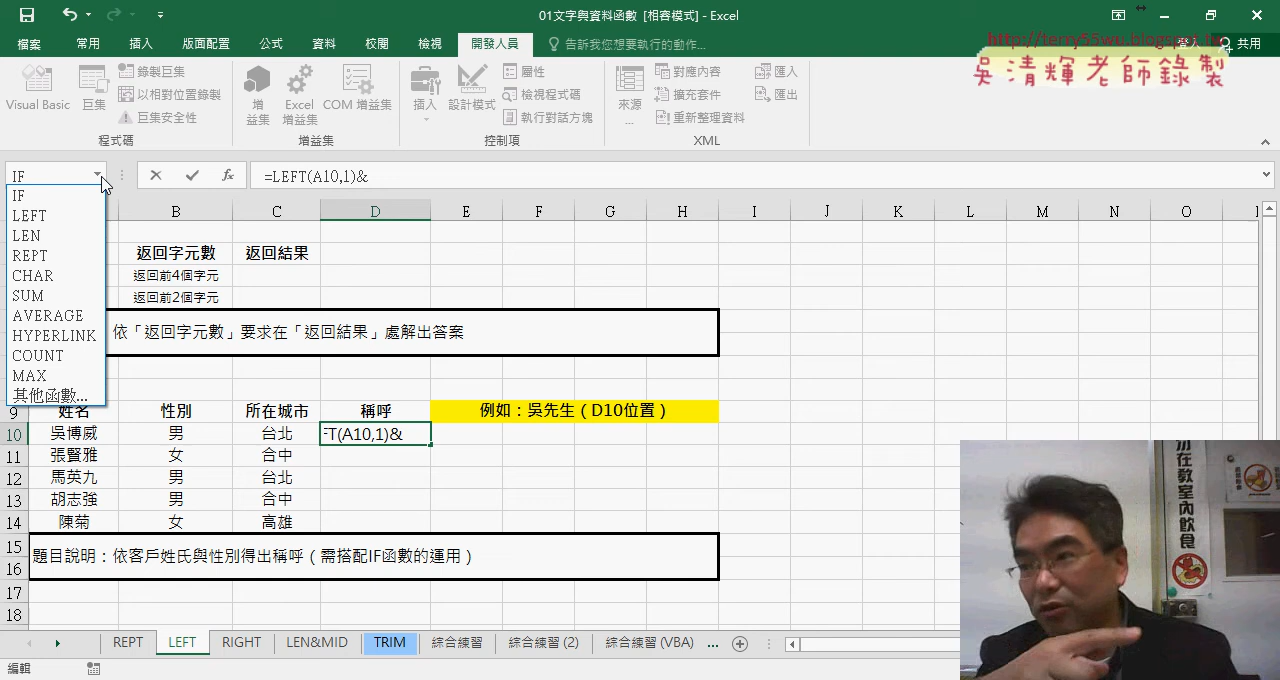 01文字與資料函數 [相容模式] - Excel
http://terry55wu.blogspot.tw
登入 共用
檔案 常用 插入 版面配置 公式 資料 校閱 檢視 開發人員 告訴我您想要執行的動作...
吳清輝老師錄製
Visual Basic
巨集
錄製巨集
以相對位置錄製
巨集安全性
程式碼
增
益集
Excel
增益集
COM 增益集
增益集
插入
設計模式
屬性
檢視程式碼
執行對話方塊
控制項
來源
...
對應內容
擴充套件
重新整理資料
匯入
匯出
XML
IF
fx
=LEFT(A10,1)&
IF
LEFT
LEN
REPT
CHAR
SUM
AVERAGE
HYPERLINK
COUNT
MAX
其他函數...
B C D E F G H I J K L M N O
返回字元數 返回結果
返回前4個字元
返回前2個字元
依「返回字元數」要求在「返回結果」處解出答案
9 姓名 性別 所在城市 稱呼 例如：吳先生（D10位置）
10 吳博威 男 台北 T(A10,1)&
11 張賢雅 女 台中
12 馬英九 男 台北
13 胡志強 男 台中
14 陳菊 女 高雄
15
題目說明：依客戶姓氏與性別得出稱呼（需搭配IF函數的運用）
16
17
18
REPT LEFT RIGHT LEN&MID TRIM 綜合練習 綜合練習 (2) 綜合練習 (VBA) ...
編輯
勿在教室內飲食